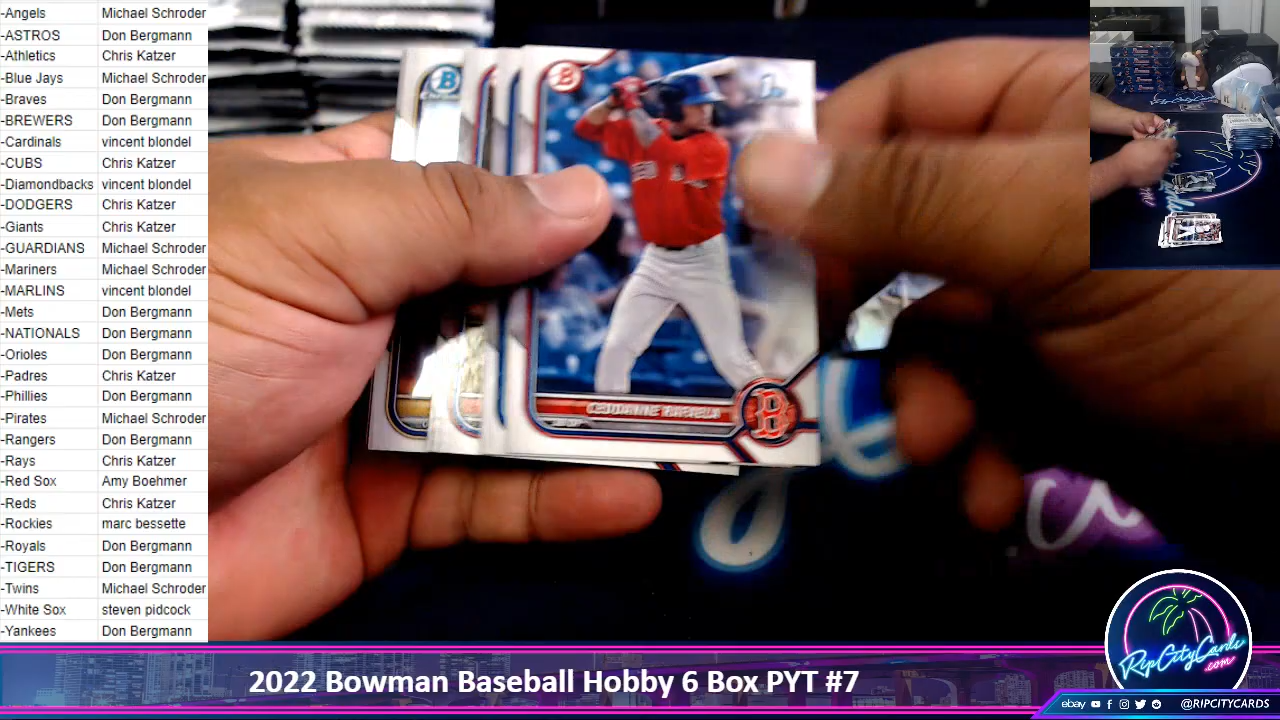 -Angels Michael Schroder
-ASTROS Don Bergmann
-Athletics Chris Katzer
-Blue Jays Michael Schroder
-Braves Don Bergmann
-BREWERS Don Bergmann
-Cardinals vincent blondel
-CUBS Chris Katzer
-Diamondbacks vincent blondel
-DODGERS Chris Katzer
-Giants Chris Katzer
-GUARDIANS Michael Schroder
-Mariners Michael Schroder
-MARLINS vincent blondel
-Mets Don Bergmann
-NATIONALS Don Bergmann
-Orioles Don Bergmann
-Padres Chris Katzer
-Phillies Don Bergmann
-Pirates Michael Schroder
-Rangers Don Bergmann
-Rays Chris Katzer
-Red Sox Amy Boehmer
-Reds Chris Katzer
-Rockies marc bessette
-Royals Don Bergmann
-TIGERS Don Bergmann
-Twins Michael Schroder
-White Sox steven pidcock
-Yankees Don Bergmann
B
B
CEDDANNE RAFAELA
B
2022 Bowman Baseball Hobby 6 Box PYT #7
RipCityCards
.com
ebay @RIPCITYCARDS